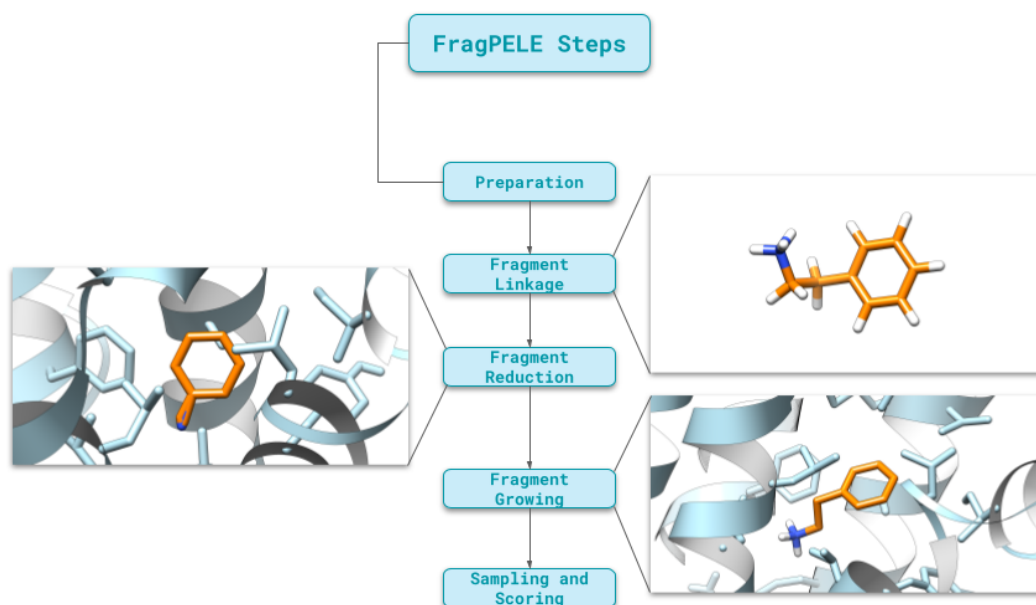 FragPELE Steps
Preparation
Fragment
Linkage
Fragment
Reduction
Fragment
Growing
Sampling and
Scoring